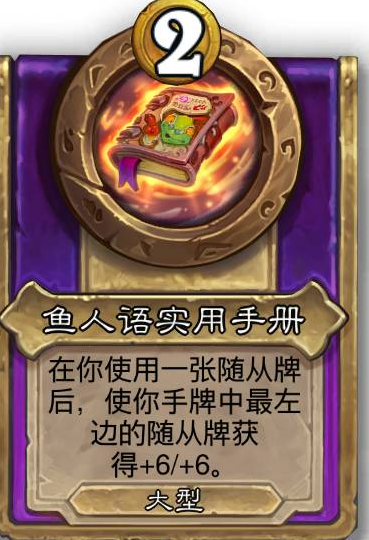 2
鱼人语实用手册
在你使用一张随从牌
后，使你手牌中最左
边的随从牌获
得+6/+6。
大型